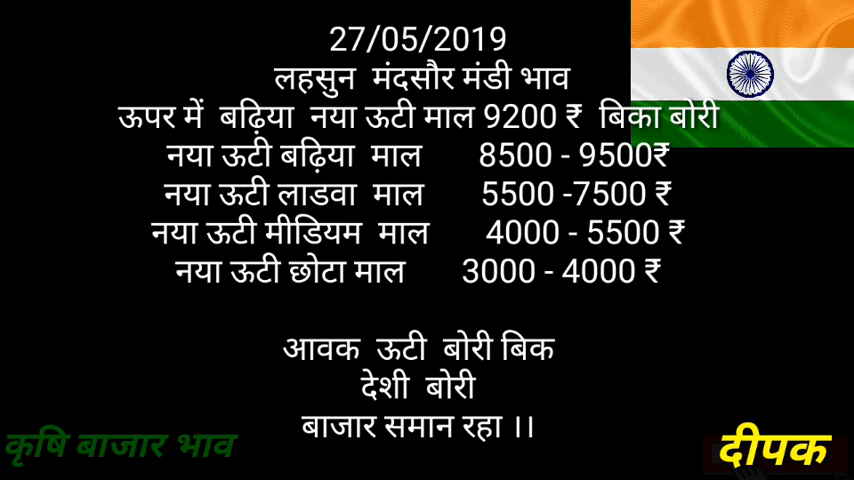 27/05/2019
लहसुन मंदसौर मंडी भाव
ऊपर में बढ़िया नया ऊटी माल 9200 ₹ बिका बोरी
नया ऊटी बढ़िया माल 8500 - 9500₹
नया ऊटी लाडवा माल 5500 -7500 ₹
नया ऊटी मीडियम माल 4000 - 5500 ₹
नया ऊटी छोटा माल 3000 - 4000 ₹
आवक ऊटी बोरी बिक
देशी बोरी
बाजार समान रहा ।।
कृषि बाजार भाव
दीपक